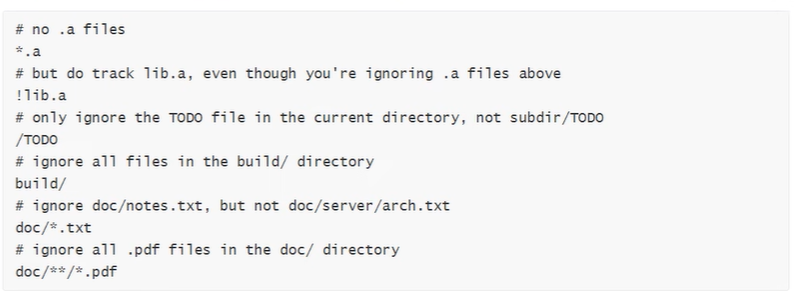 # no .a files
*.a
# but do track lib.a, even though you're ignoring .a files above
!lib.a
# only ignore the TODO file in the current directory, not subdir/TODO
/TODO
# ignore all files in the build/ directory
build/
# ignore doc/notes.txt, but not doc/server/arch.txt
doc/*.txt
# ignore all .pdf files in the doc/ directory
doc/**/*.pdf